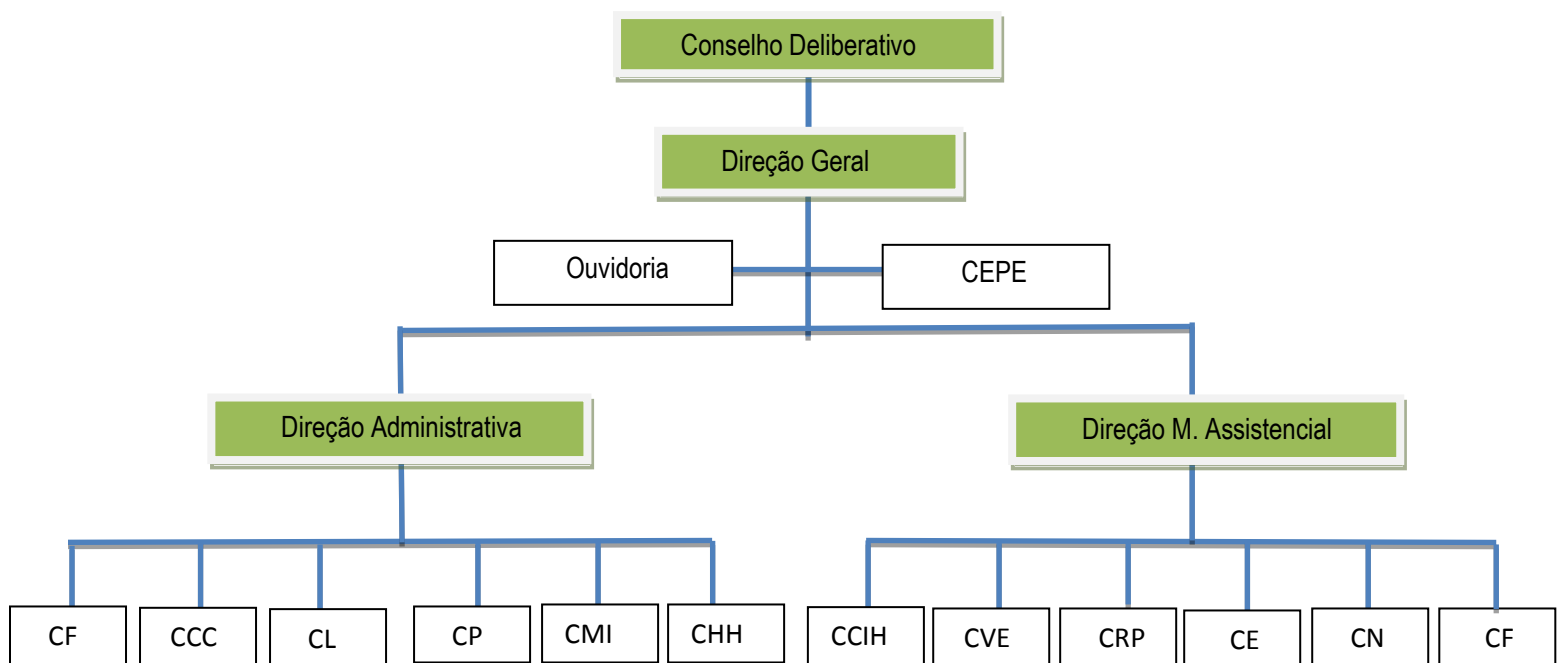 Conselho Deliberativo
Direção Geral
Ouvidoria
CEPE
Direção Administrativa
Direção M. Assistencial
CF
CCC
CL
CP
CMI
CHH
CCIH
CVE
CRP
CE
CN
CF